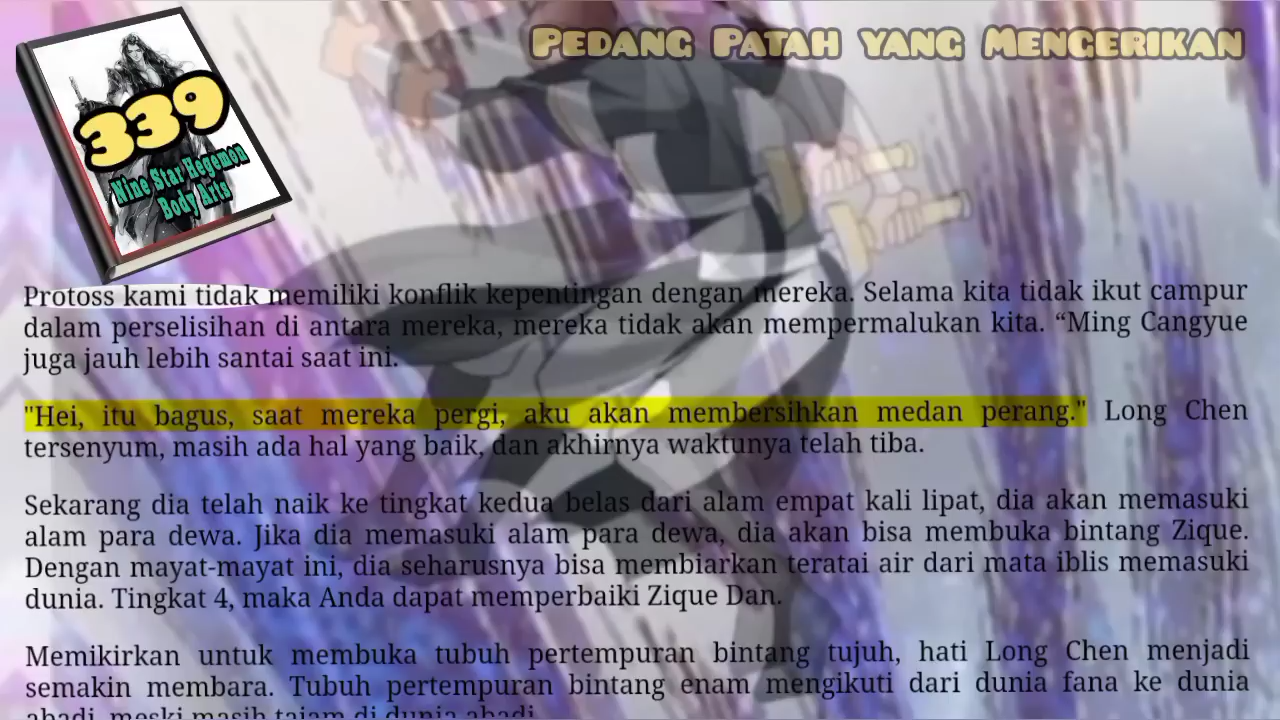 Pedang Patah yang Mengerikan
339
Nine Star Hegemon
Body Arts
Protoss kami tidak memiliki konflik kepentingan dengan mereka. Selama kita tidak ikut campur
dalam perselisihan di antara mereka, mereka tidak akan mempermalukan kita. “Ming Cangyue
juga jauh lebih santai saat ini.
"Hei, itu bagus, saat mereka pergi, aku akan membersihkan medan perang." Long Chen
tersenyum, masih ada hal yang baik, dan akhirnya waktunya telah tiba.
Sekarang dia telah naik ke tingkat kedua belas dari alam empat kali lipat, dia akan memasuki
alam para dewa. Jika dia memasuki alam para dewa, dia akan bisa membuka bintang Zique.
Dengan mayat-mayat ini, dia seharusnya bisa membiarkan teratai air dari mata iblis memasuki
dunia. Tingkat 4, maka Anda dapat memperbaiki Zique Dan.
Memikirkan untuk membuka tubuh pertempuran bintang tujuh, hati Long Chen menjadi
semakin membara. Tubuh pertempuran bintang enam mengikuti dari dunia fana ke dunia
abadi, meski masih tajam di dunia abadi